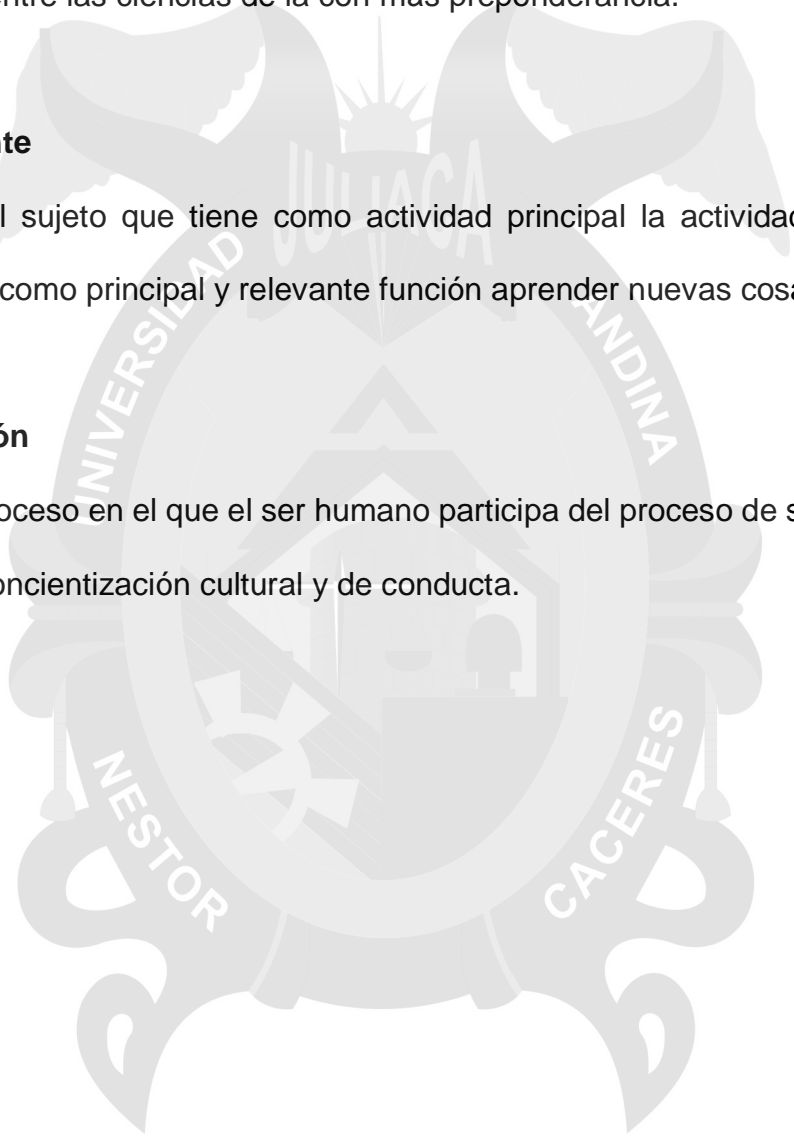 entre las ciencias de la con más preponderancia.
nte
l sujeto que tiene como actividad principal la actividad
como principal y relevante función aprender nuevas cosa
ón
oceso en el que el ser humano participa del proceso de s
oncientización cultural y de conducta.
UNIVERSIDAD ANDINA
JULIACA
NESTOR CACERES